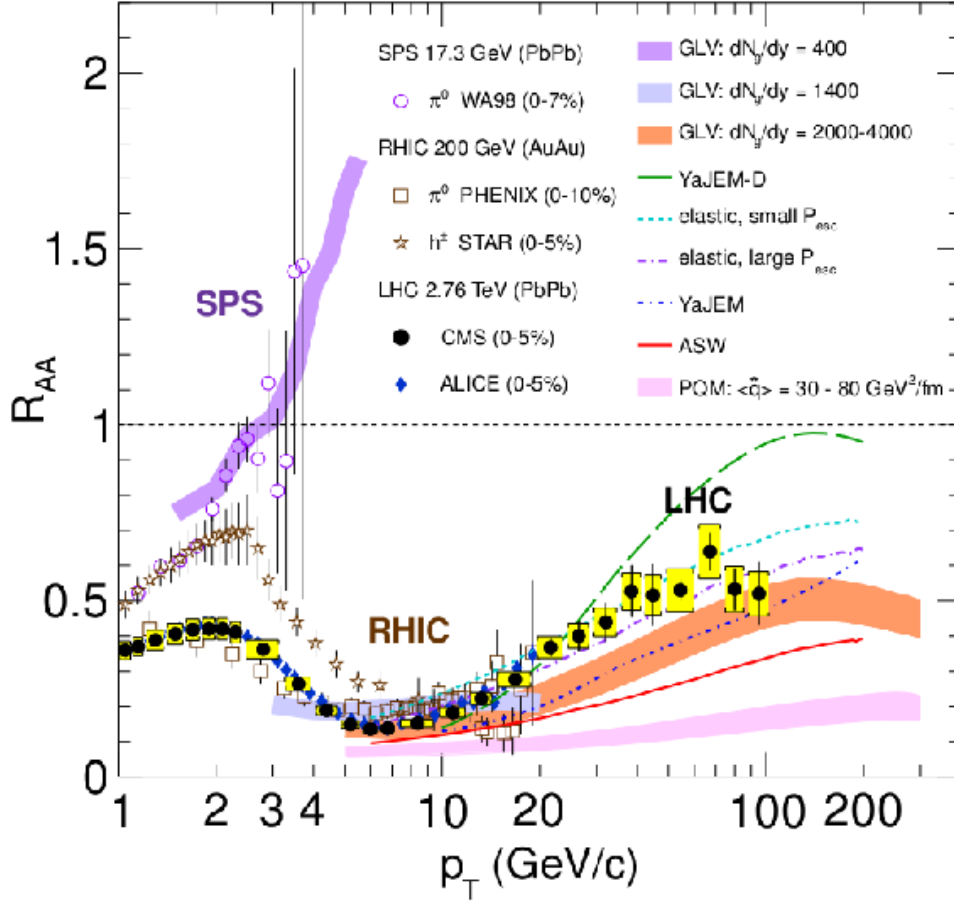 SPS 17.3 GeV (PbPb)
π⁰ WA98 (0-7%)
RHIC 200 GeV (AuAu)
π⁰ PHENIX (0-10%)
h± STAR (0-5%)
LHC 2.76 TeV (PbPb)
CMS (0-5%)
ALICE (0-5%)
GLV: dN_g/dy = 400
GLV: dN_g/dy = 1400
GLV: dN_g/dy = 2000-4000
YaJEM-D
elastic, small P_esc
elastic, large P_esc
YaJEM
ASW
PQM: <q̂> = 30 - 80 GeV²/fm
SPS
RHIC
LHC
R_AA
2
1.5
1
0.5
0
1 2 3 4 10 20 100 200
p_T (GeV/c)